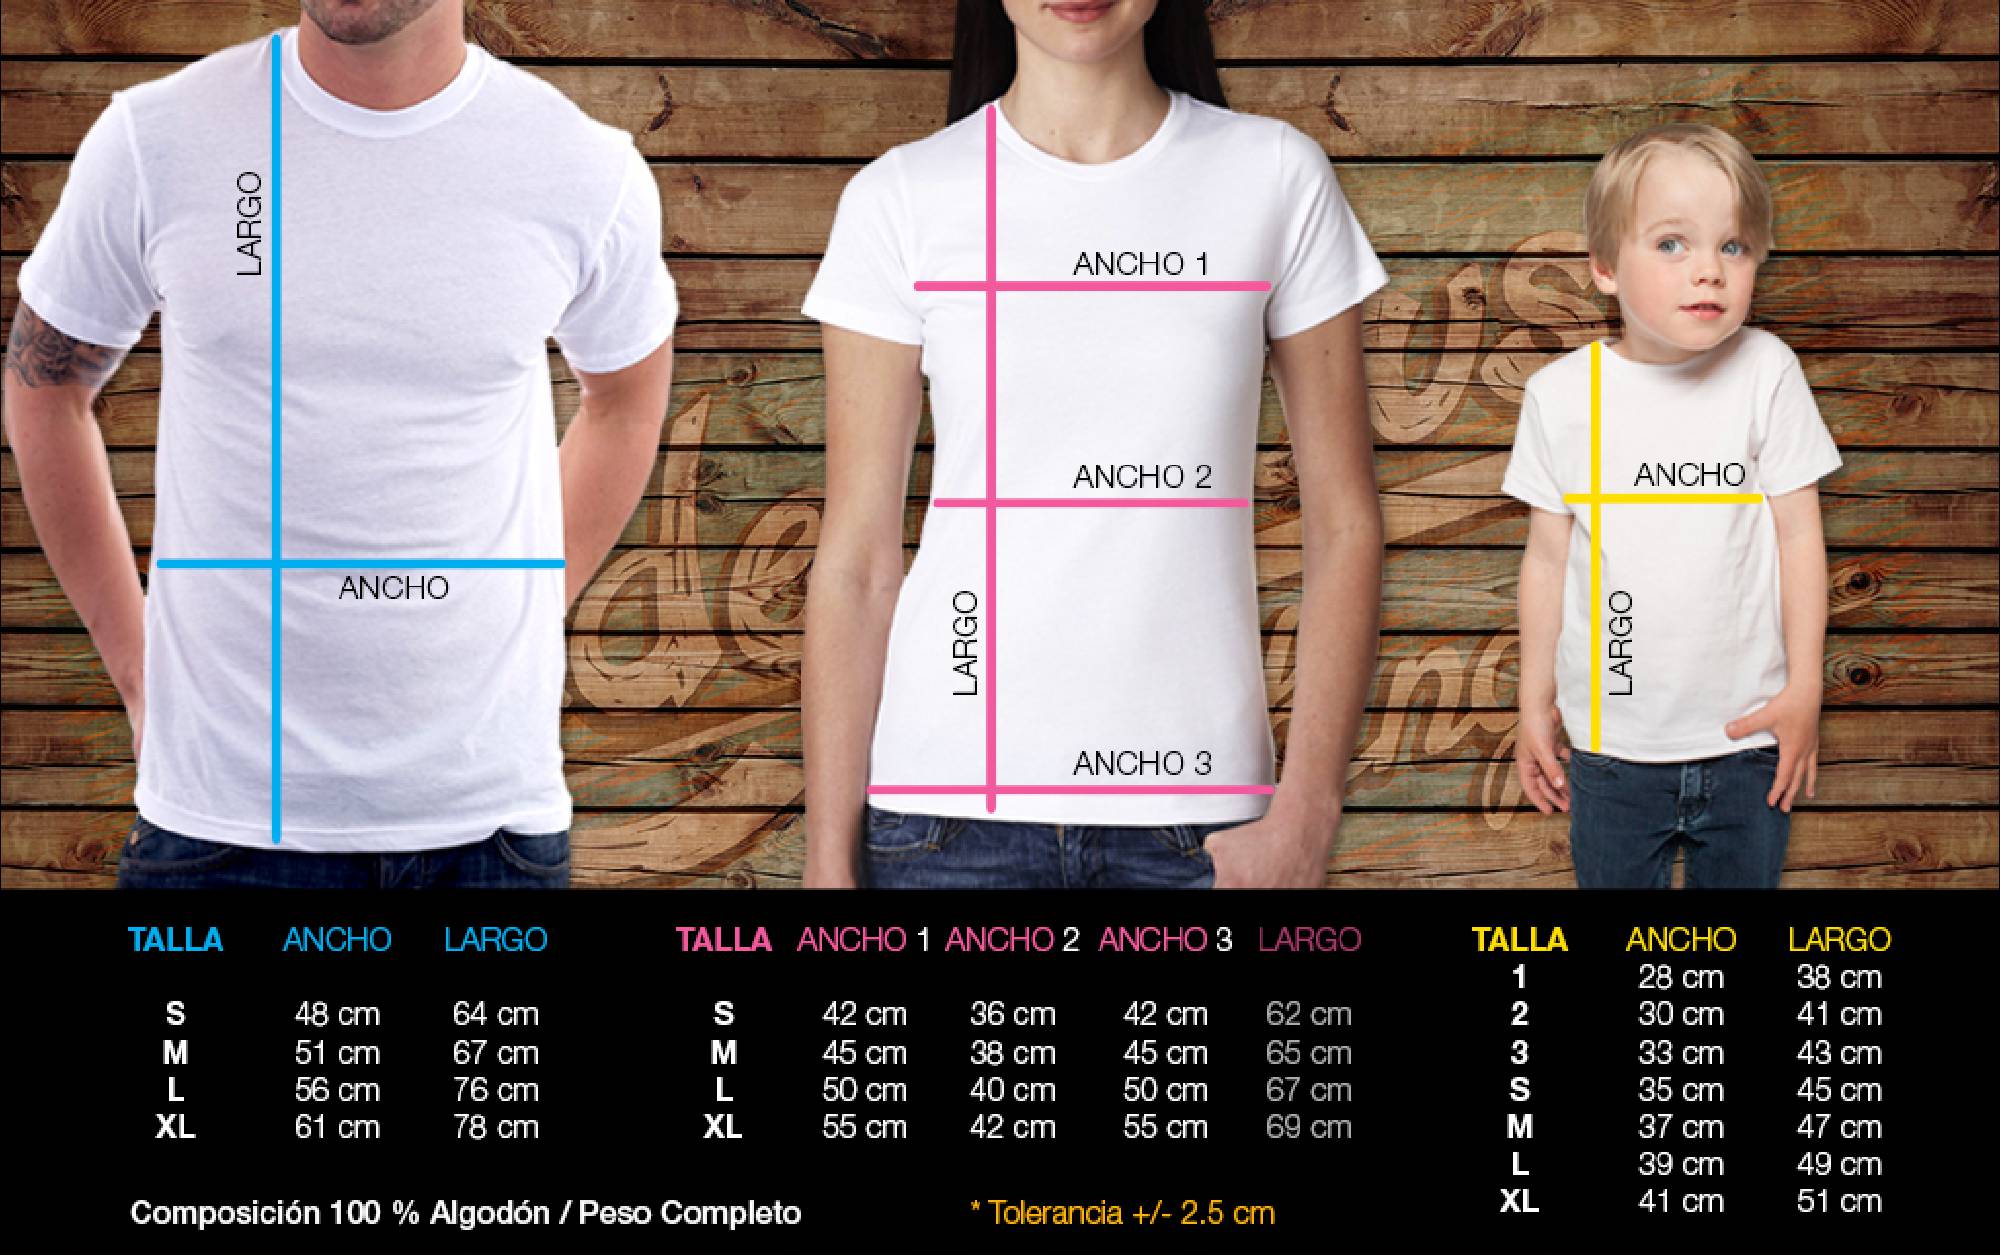 LARGO
ANCHO
ANCHO 1
ANCHO 2
LARGO
ANCHO 3
ANCHO
LARGO
TALLA ANCHO LARGO
S 48 cm 64 cm
M 51 cm 67 cm
L 56 cm 76 cm
XL 61 cm 78 cm
TALLA ANCHO 1 ANCHO 2 ANCHO 3 LARGO
S 42 cm 36 cm 42 cm 62 cm
M 45 cm 38 cm 45 cm 65 cm
L 50 cm 40 cm 50 cm 67 cm
XL 55 cm 42 cm 55 cm 69 cm
TALLA ANCHO LARGO
1 28 cm 38 cm
2 30 cm 41 cm
3 33 cm 43 cm
S 35 cm 45 cm
M 37 cm 47 cm
L 39 cm 49 cm
XL 41 cm 51 cm
Composición 100 % Algodón / Peso Completo
* Tolerancia +/- 2.5 cm